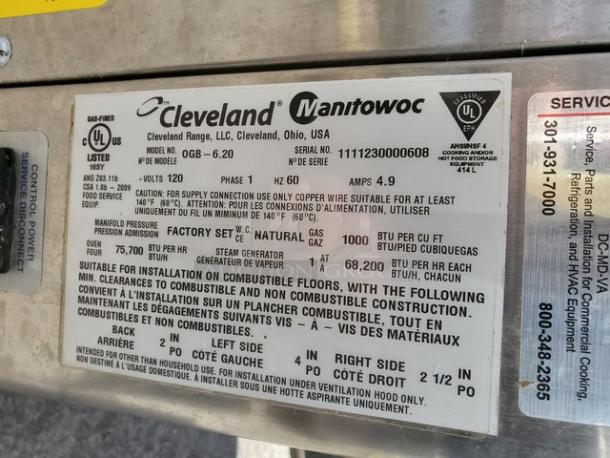 Cleveland® Manitowoc
Cleveland Range, LLC, Cleveland, Ohio, USA
GAS-FIRED
C UL
LISTED
16SY
UL
EPH
ANSI/NSF 4
COOKING AND/OR
HOT FOOD STORAGE
EQUIPMENT
414 L
MODEL NO. OGB-6.20 SERIAL NO. 1111230000608
Nº DE MODÈLE Nº DE SÉRIE
VOLTS 120 PHASE 1 HZ 60 AMPS 4.9
ANS Z83.11b
CSA 1.8b - 2009
FOOD SERVICE
EQUIP.
CAUTION: FOR SUPPLY CONNECTION USE ONLY COPPER WIRE SUITABLE FOR AT LEAST
140°F (60°C). ATTENTION: POUR LES CONNEXIONS D'ALIMENTATION, UTILISER
UNIQUEMENT DU FIL UN MIMIMUM DE 140°F (60°C).
MANIFOLD PRESSURE FACTORY SET W.C. NATURAL GAS 1000 BTU PER CU FT
PRESSION ADMISSION C.E GAZ BTU/PIED CUBIQUEGAS
OVEN 75,700 BTU PER HR STEAM GENERATOR 1 AT 68,200 BTU PER HR EACH
FOUR BTU/H GÉNÉRATEUR DE VAPEUR BTU/H, CHACUN
SUITABLE FOR INSTALLATION ON COMBUSTIBLE FLOORS, WITH THE FOLLOWING
MIN. CLEARANCES TO COMBUSTIBLE AND NON COMBUSTIBLE CONSTRUCTION.
CONVIENT À L'INSTALLATION SUR UN PLANCHER COMBUSTIBLE, TOUT EN
MAINTENANT LES DÉGAGEMENTS SUIVANTS VIS - À - VIS DES MATÉRIAUX
COMBUSTIBLES ET NON COMBUSTIBLES.
BACK 2 IN LEFT SIDE 4 IN RIGHT SIDE 2 1/2 IN
ARRIÈRE PO CÔTÉ GAUCHE PO CÔTÉ DROIT PO
INTENDED FOR OTHER THAN HOUSEHOLD USE. FOR INSTALLATION UNDER VENTILATION HOOD ONLY.
NON DESTINÉ À L'USAGE DOMESTIQUE. À INSTALLER SOUS UNE HOTTE ASPIRANTE UNIQUEMENT.
CONTROL POWER
SERVICE DISCONNECT
SERVIC
301-931-7000
DC-MD-VA
Service, Parts and Installation for Commercial Cooking,
Refrigeration, and HVAC Equipment
800-348-2365